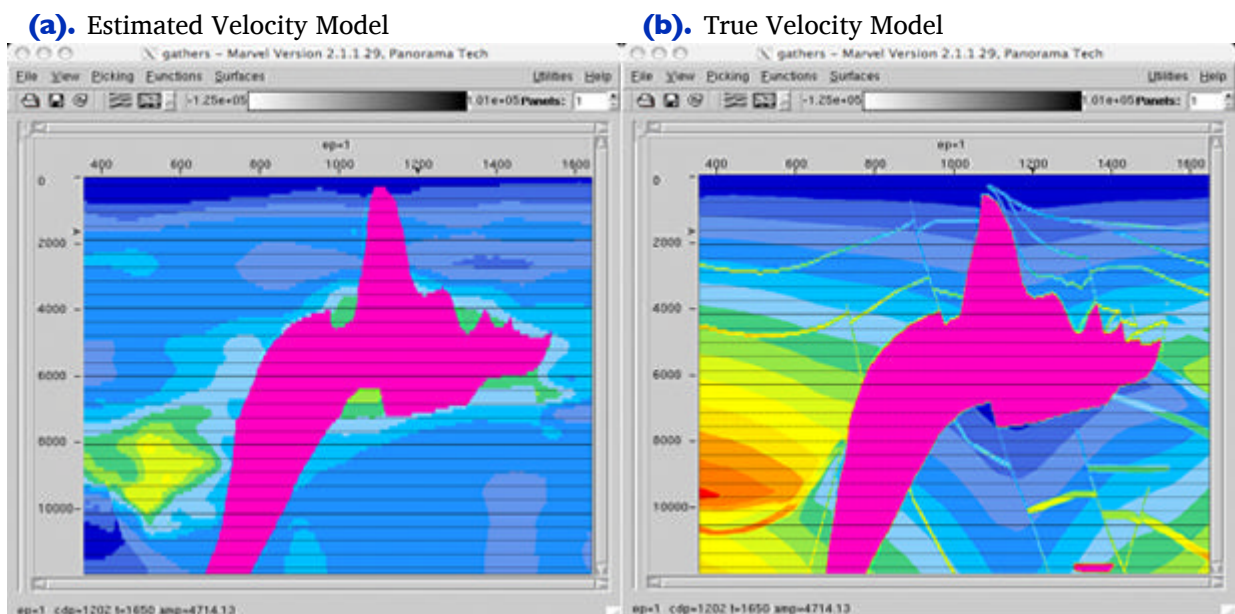 (a). Estimated Velocity Model
gathers - Marvel Version 2.1.1.29, Panorama Tech
File View Picking Functions Surfaces Utilities Help
-1.25e+05 1.01e+05 Panels: 1
ep=1
400 600 800 1000 1200 1400 1600
0
2000
4000
6000
8000
10000
ep=1 cdp=1202 t=1650 amp=4714.13
(b). True Velocity Model
gathers - Marvel Version 2.1.1.29, Panorama Tech
File View Picking Functions Surfaces Utilities Help
-1.25e+05 1.01e+05 Panels: 1
ep=1
400 600 800 1000 1200 1400 1600
0
2000
4000
6000
8000
10000
ep=1 cdp=1202 t=1650 amp=4714.13